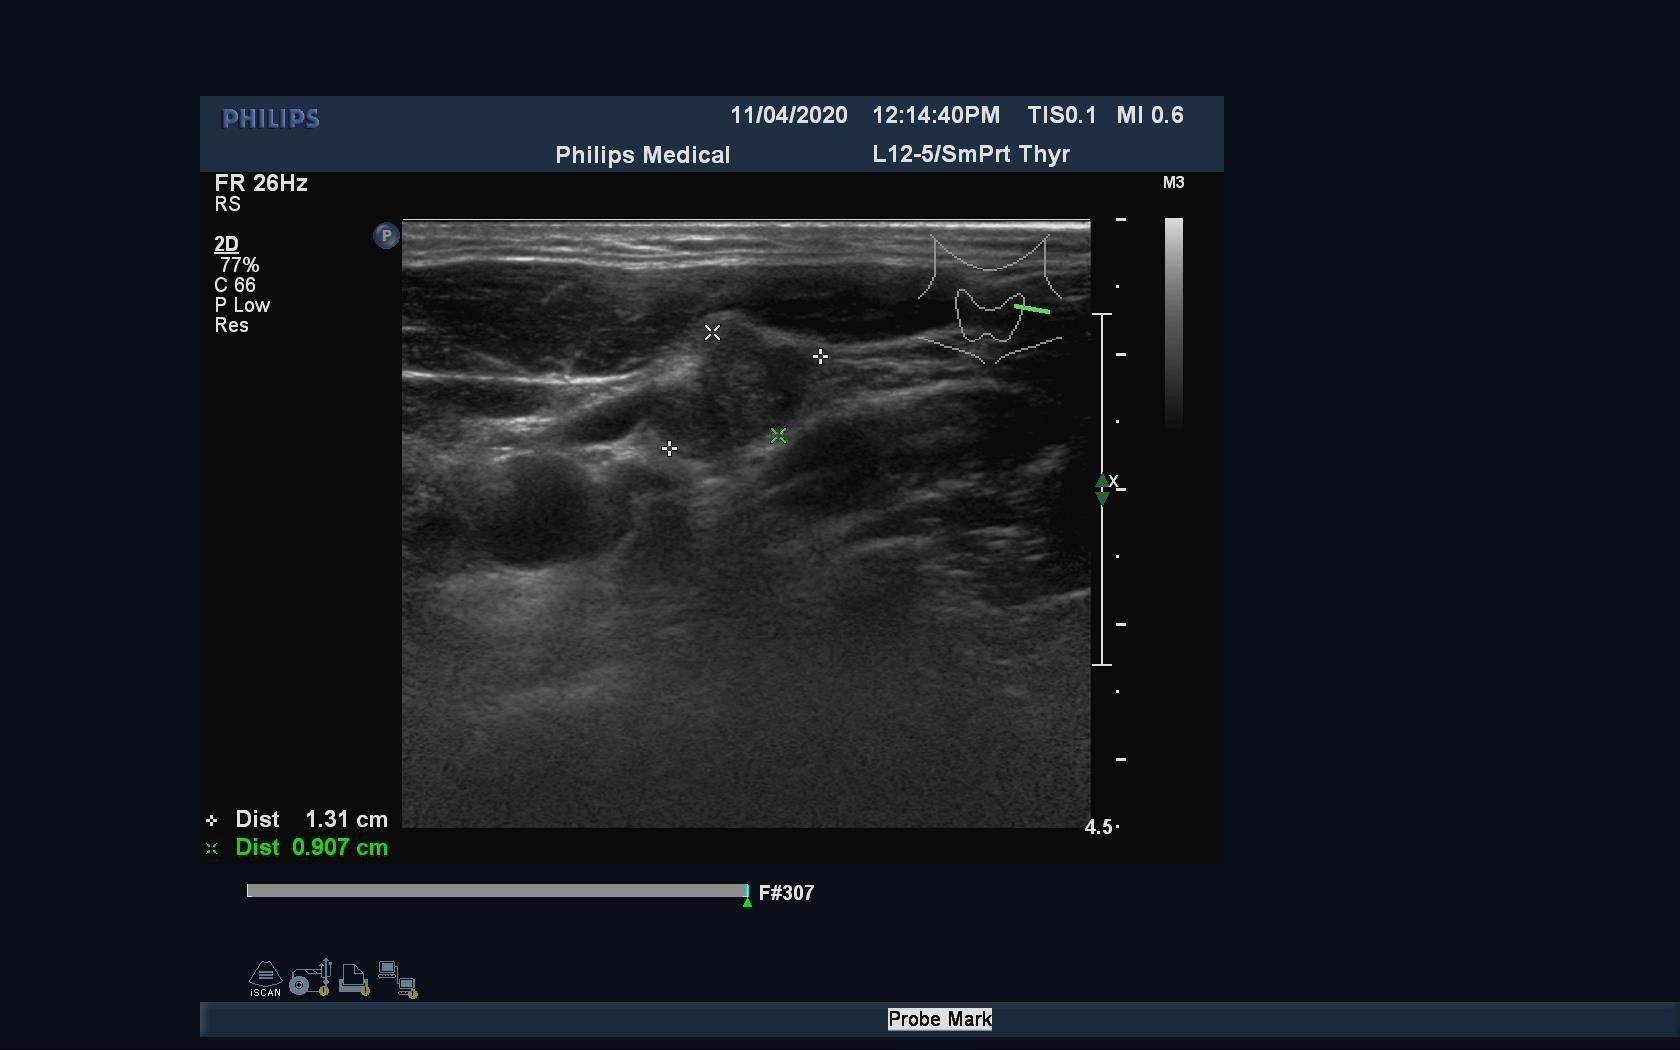 PHILIPS
11/04/2020 12:14:40PM TIS0.1 MI 0.6
Philips Medical L12-5/SmPrt Thyr
FR 26Hz
RS
M3
P
2D
77%
C 66
P Low
Res
X
4.5
Dist 1.31 cm
Dist 0.907 cm
F#307
iSCAN
Probe Mark